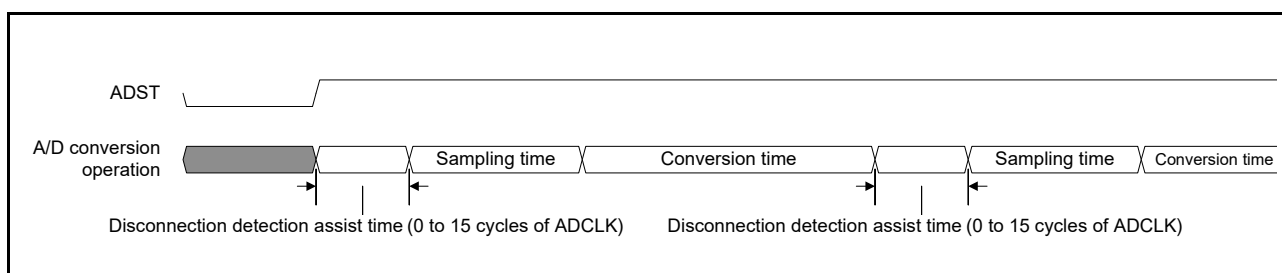 ADST
A/D conversion
operation
Sampling time
Conversion time
Sampling time
Conversion time
Disconnection detection assist time (0 to 15 cycles of ADCLK)
Disconnection detection assist time (0 to 15 cycles of ADCLK)